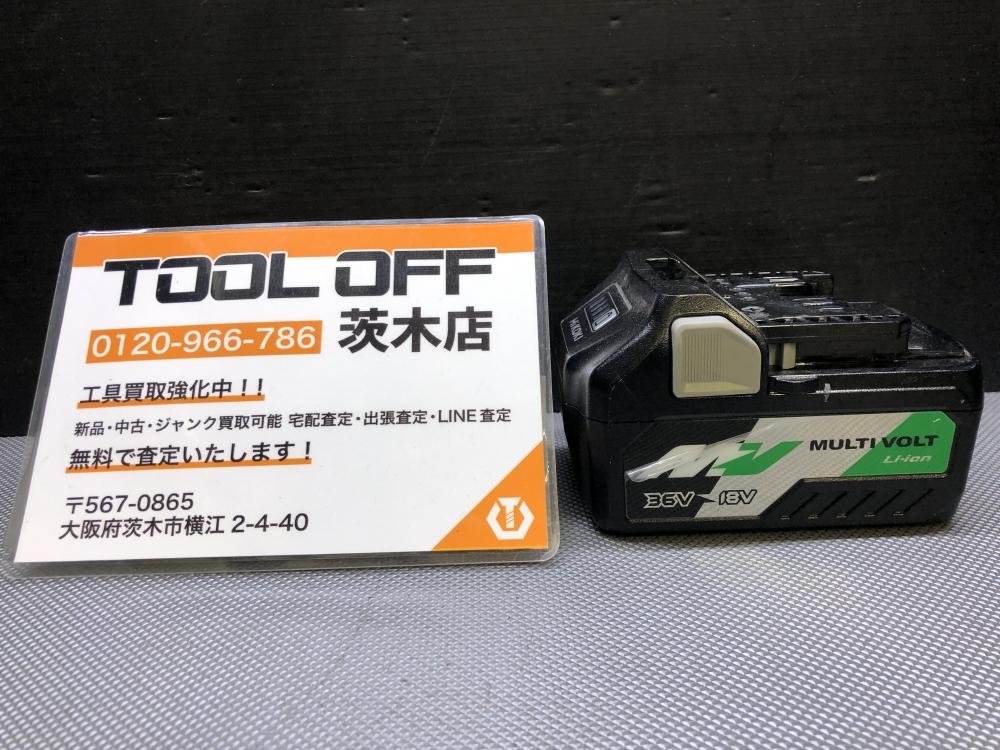 TOOL OFF
0120-966-786 茨木店
工具買取強化中！！
新品・中古・ジャンク買取可能 宅配査定・出張査定・LINE査定
無料で査定いたします！
〒567-0865
大阪府茨木市横江 2-4-40
HiKOKI
MV MULTI VOLT
Li-ion
36V 18V